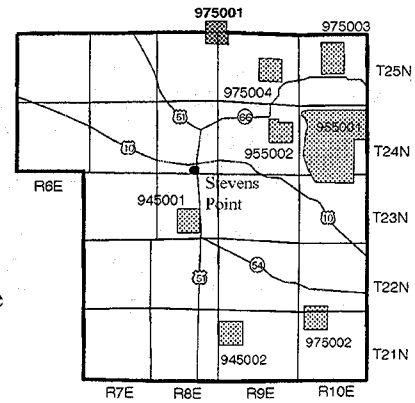 975001
975003
975004
T25N
51
66
955001
955002
T24N
10
Stevens
Point
R6E
945001
10
T23N
54
51
T22N
975002
945002
T21N
R7E
R8E
R9E
R10E
e